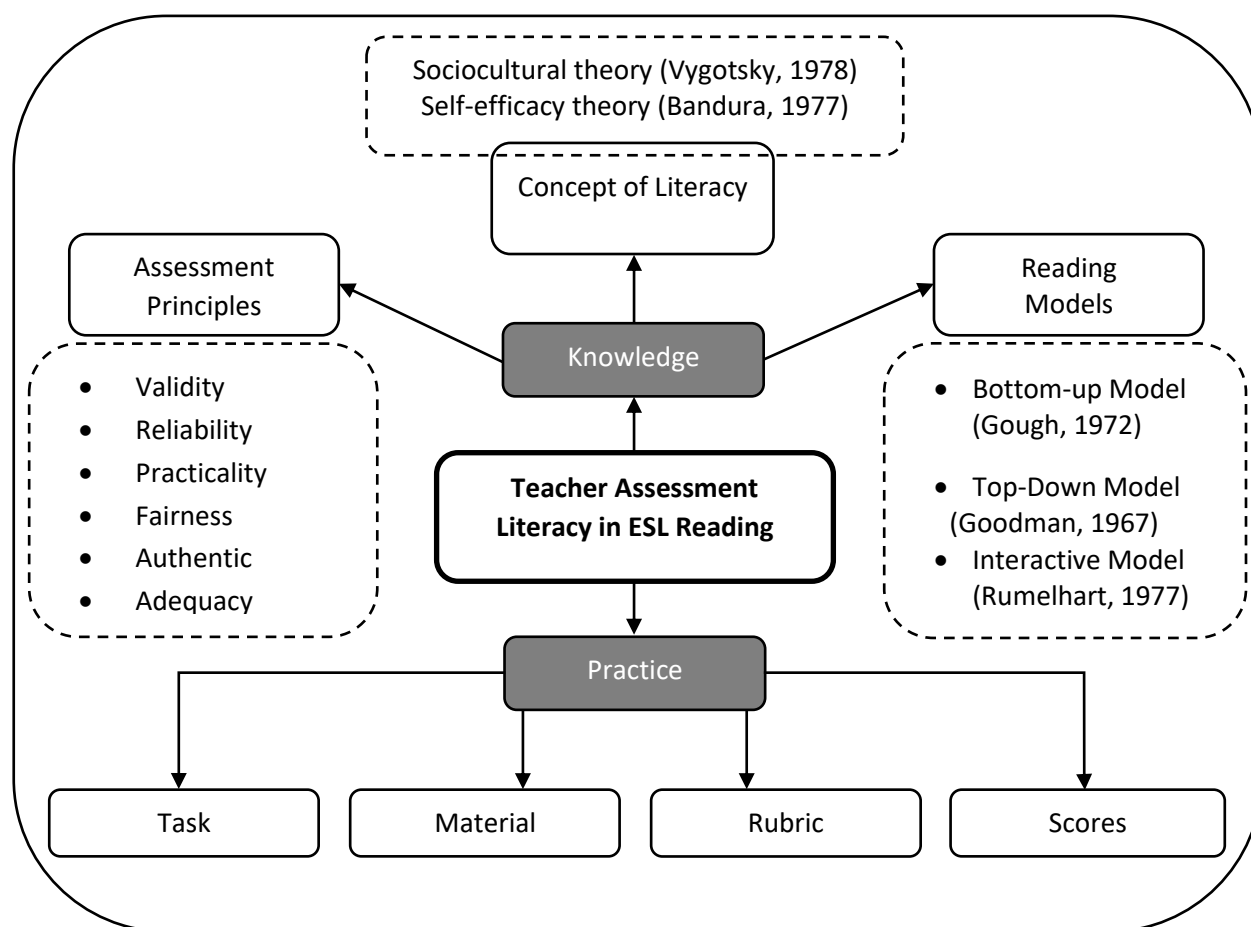 Sociocultural theory (Vygotsky, 1978)
Self-efficacy theory (Bandura, 1977)
Concept of Literacy
Assessment
Principles
Reading
Models
Knowledge
• Validity
• Reliability
• Practicality
• Fairness
• Authentic
• Adequacy
Teacher Assessment
Literacy in ESL Reading
• Bottom-up Model
(Gough, 1972)
• Top-Down Model
(Goodman, 1967)
• Interactive Model
(Rumelhart, 1977)
Practice
Task
Material
Rubric
Scores